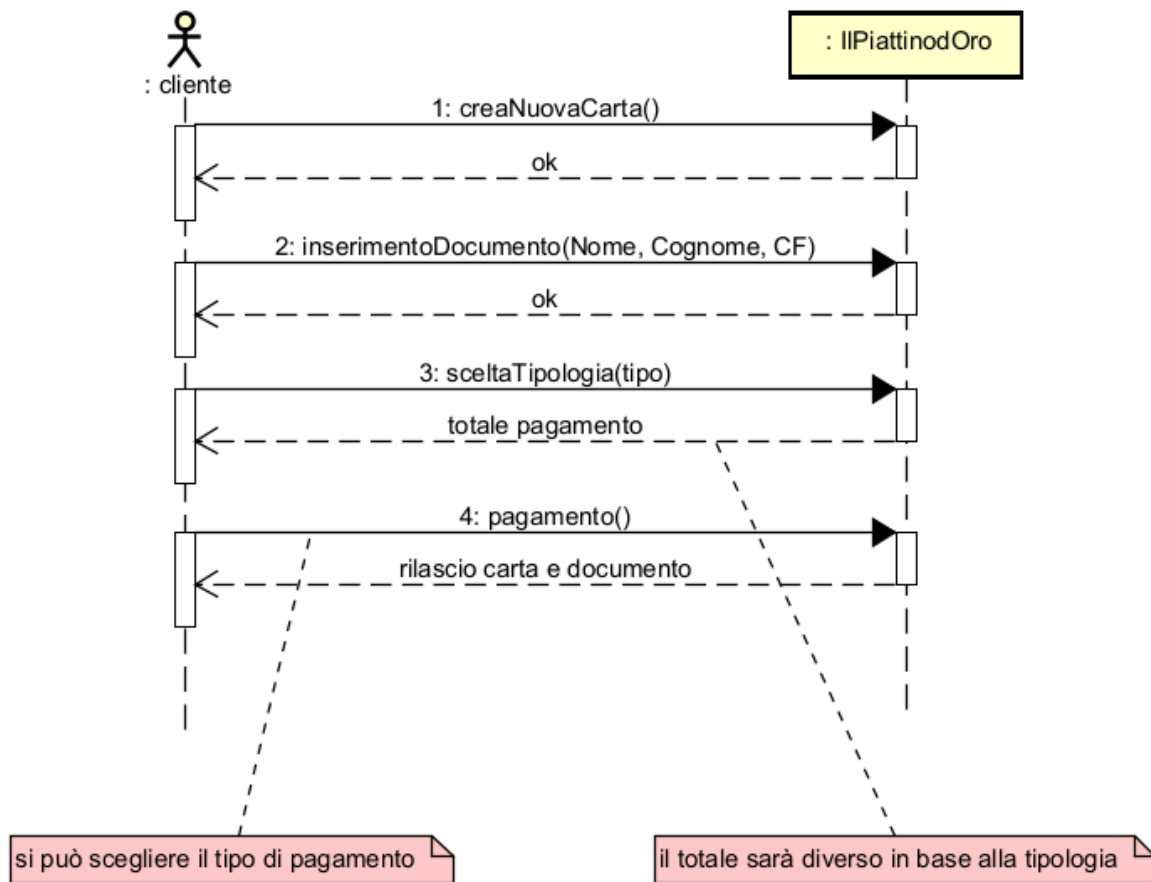 : cliente
: IlPiattinodOro
1: creaNuovaCarta()
ok
2: inserimentoDocumento(Nome, Cognome, CF)
ok
3: sceltaTipologia(tipo)
totale pagamento
4: pagamento()
rilascio carta e documento
si può scegliere il tipo di pagamento
il totale sarà diverso in base alla tipologia